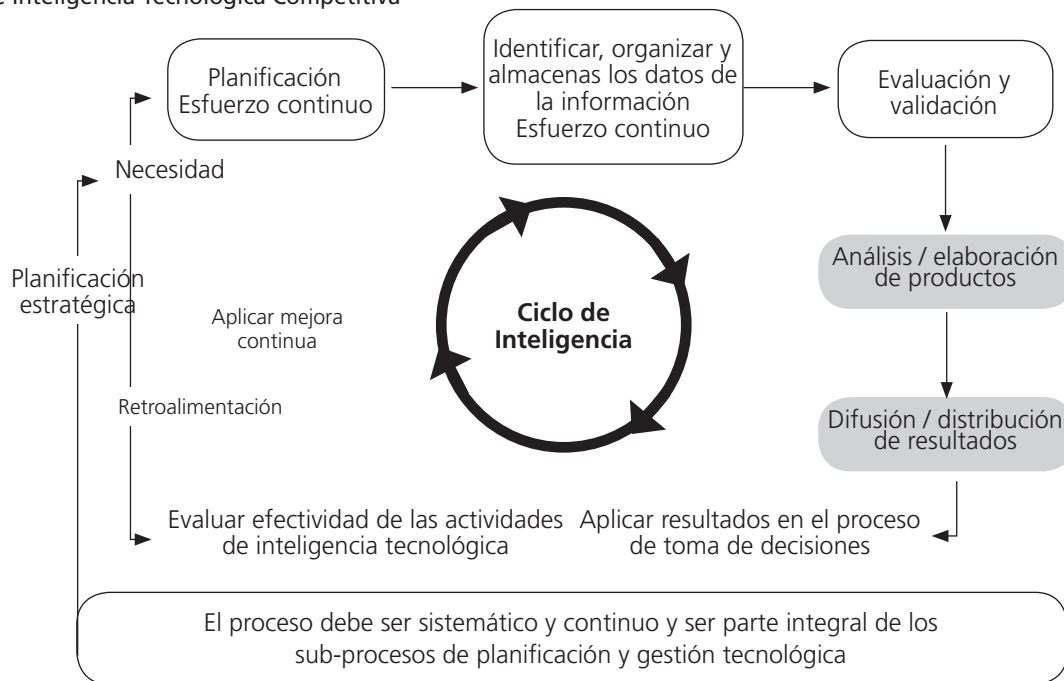 e Inteligencia Tecnológica Competitiva
Planificación
Esfuerzo continuo
Identificar, organizar y
almacenas los datos de
la información
Esfuerzo continuo
Evaluación y
validación
Necesidad
Análisis / elaboración
de productos
Planificación
estratégica
Aplicar mejora
continua
Ciclo de
Inteligencia
Retroalimentación
Difusión / distribución
de resultados
Evaluar efectividad de las actividades
de inteligencia tecnológica
Aplicar resultados en el proceso
de toma de decisiones
El proceso debe ser sistemático y continuo y ser parte integral de los
sub-procesos de planificación y gestión tecnológica